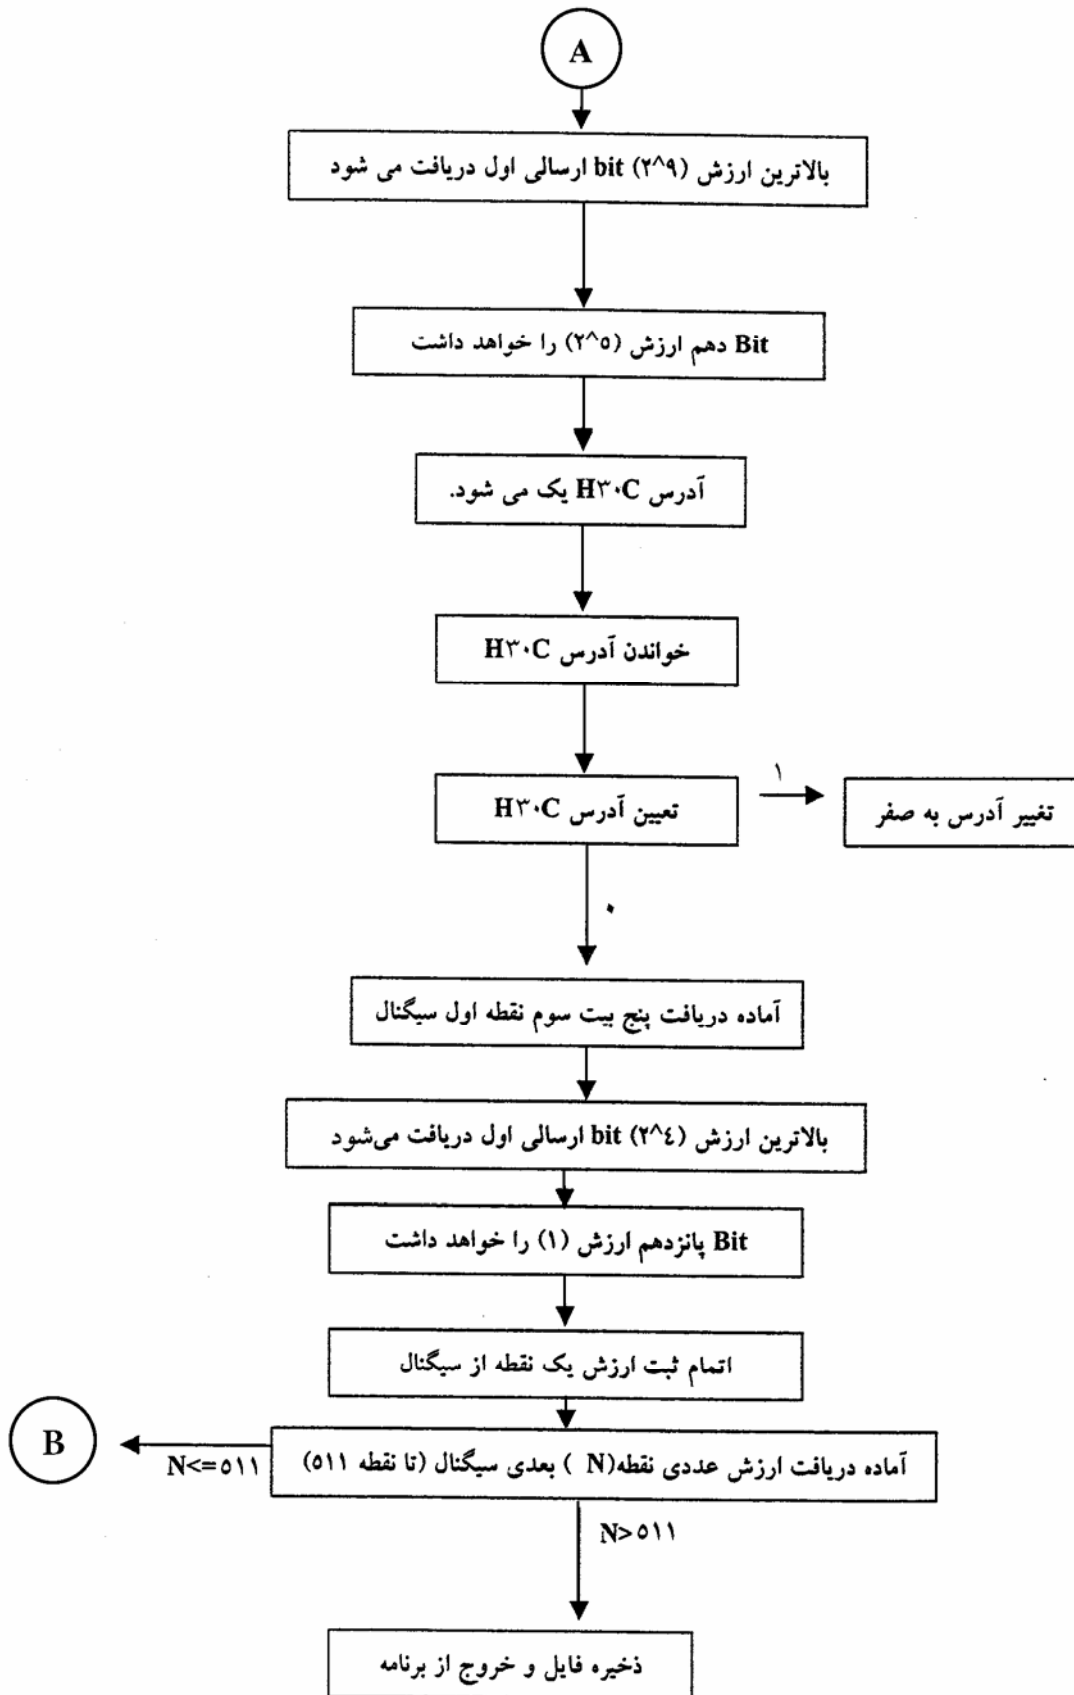 A
بالاترین ارزش (۲^۹) bit ارسالی اول دریافت می شود
Bit دهم ارزش (۲^۵) را خواهد داشت
آدرس H۳۰C یک می شود.
خواندن آدرس H۳۰C
تعیین آدرس H۳۰C
۱
تغییر آدرس به صفر
۰
آماده دریافت پنج بیت سوم نقطه اول سیگنال
بالاترین ارزش (۲^٤) bit ارسالی اول دریافت می‌شود
Bit پانزدهم ارزش (۱) را خواهد داشت
اتمام ثبت ارزش یک نقطه از سیگنال
آماده دریافت ارزش عددی نقطه(N ) بعدی سیگنال (تا نقطه ۵۱۱)
N<=۵۱۱
B
N>۵۱۱
ذخیره فایل و خروج از برنامه